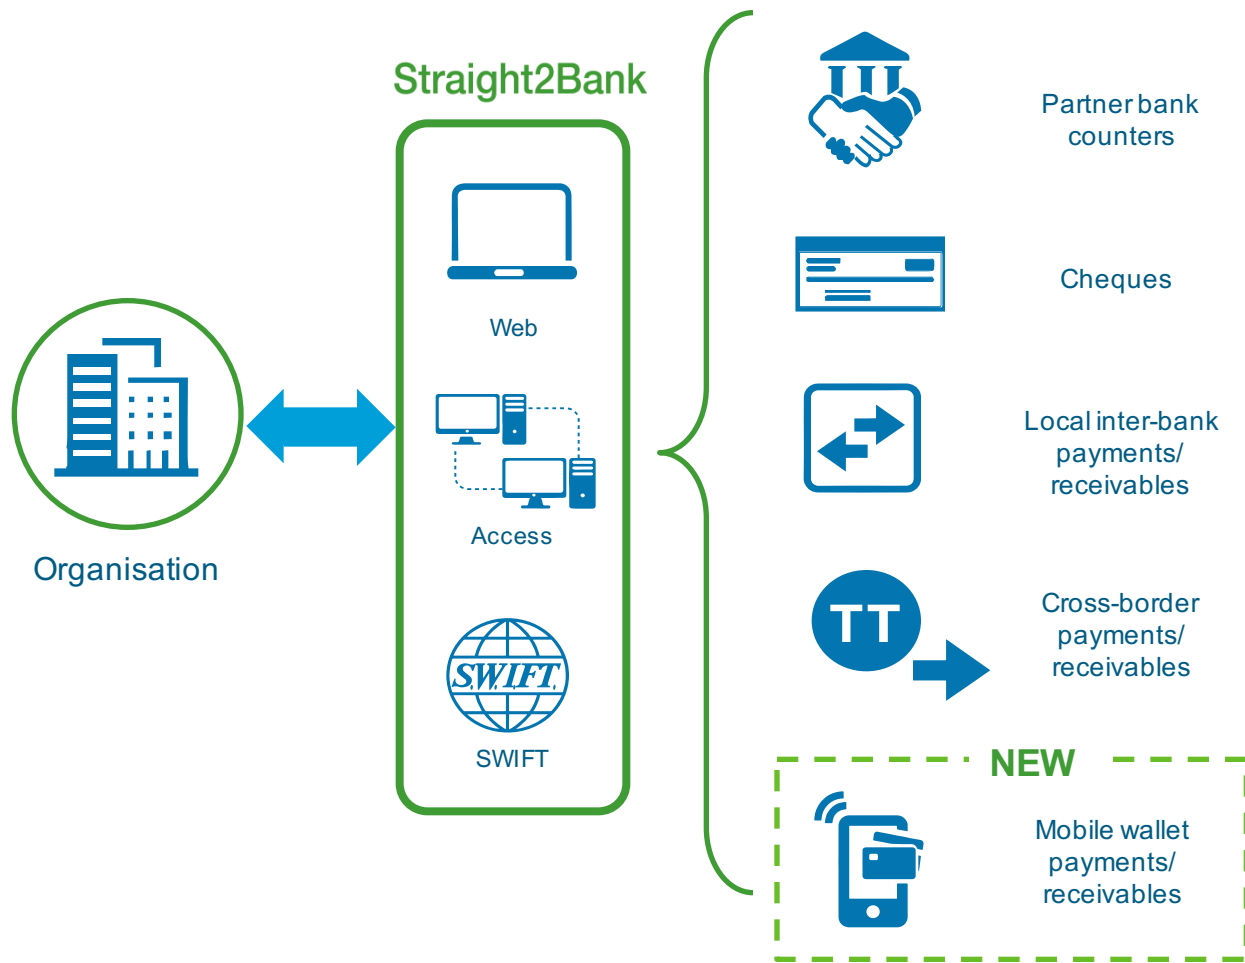 Straight2Bank
Web
Access
S.W.I.F.T.
SWIFT
Organisation
Partner bank
counters
Cheques
Local inter-bank
payments/
receivables
TT
Cross-border
payments/
receivables
NEW
Mobile wallet
payments/
receivables